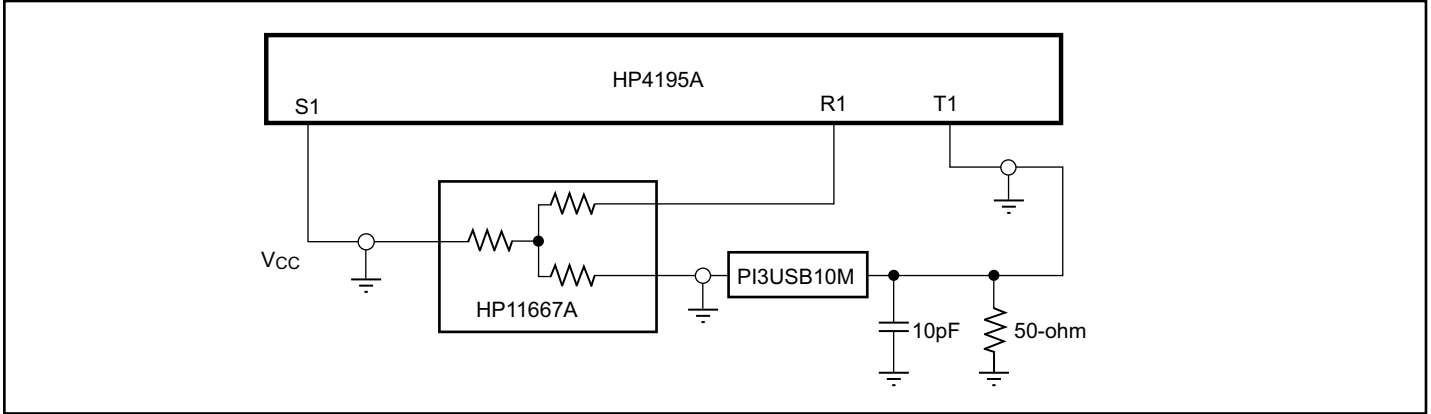 HP4195A
S1
R1
T1
VCC
HP11667A
PI3USB10M
10pF
50-ohm